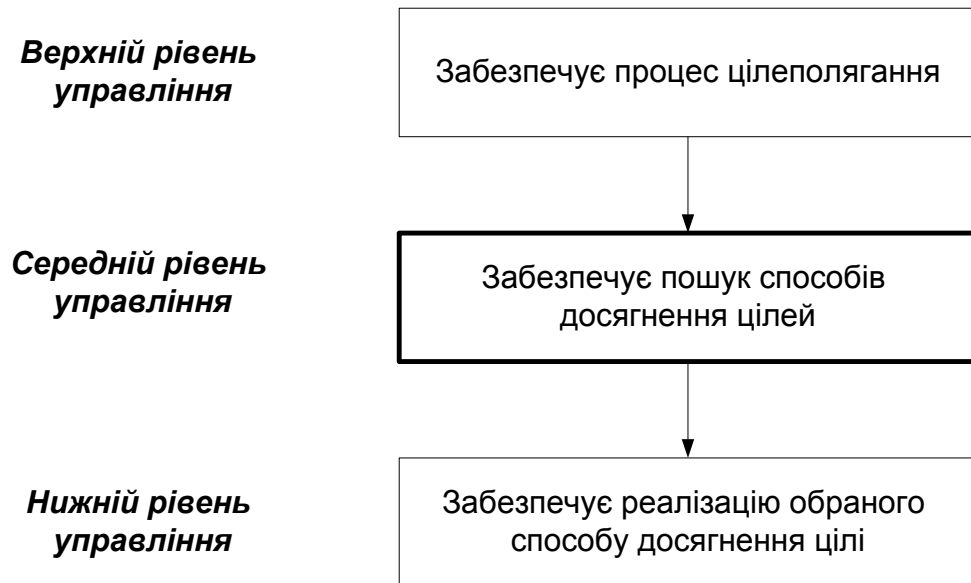 Верхній рівень
управління
Забезпечує процес цілеполягання
Середній рівень
управління
Забезпечує пошук способів
досягнення цілей
Нижній рівень
управління
Забезпечує реалізацію обраного
способу досягнення цілі